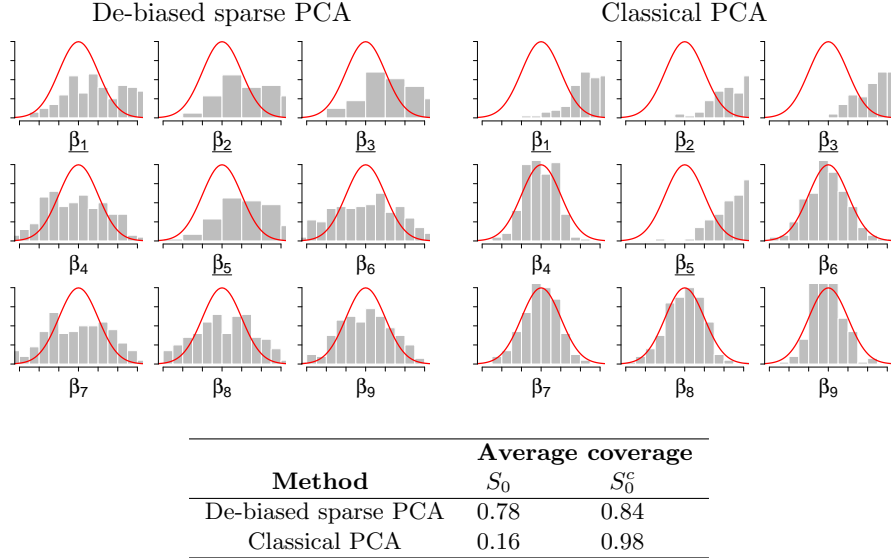 De-biased sparse PCA Classical PCA
β1 β2 β3 β1 β2 β3
β4 β5 β6 β4 β5 β6
β7 β8 β9 β7 β8 β9
Average coverage
Method S0 S0^c
De-biased sparse PCA 0.78 0.84
Classical PCA 0.16 0.98